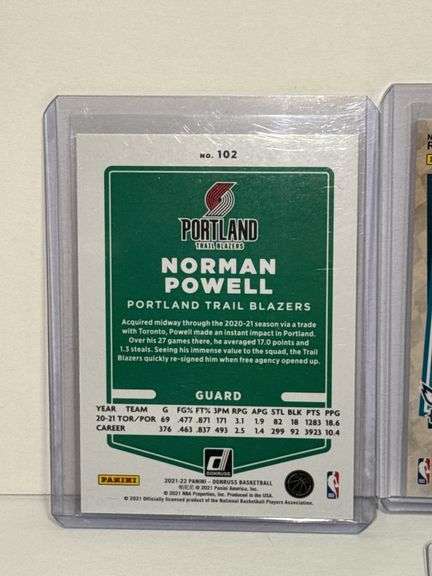 NO. 102
PORTLAND
TRAIL BLAZERS
NORMAN
POWELL
PORTLAND TRAIL BLAZERS
Acquired midway through the 2020-21 season via a trade
with Toronto, Powell made an instant impact in Portland.
Over his 27 games there, he averaged 17.0 points and
1.3 steals. Seeing his immense value to the squad, the Trail
Blazers quickly re-signed him when free agency opened up.
GUARD
YEAR TEAM G FG% FT% 3PM RPG APG STL BLK PTS PPG
20-21 TOR/POR 69 .477 .871 171 3.1 1.9 82 18 1283 18.6
CAREER 376 .463 .837 493 2.5 1.4 299 92 3923 10.4
PANINI
DONRUSS
NBA
2021-22 PANINI - DONRUSS BASKETBALL
© 2021 Panini America, Inc.
© 2021 NBA Properties, Inc. Produced in the USA.
© 2021 Officially licensed product of the National Basketball Players Association.